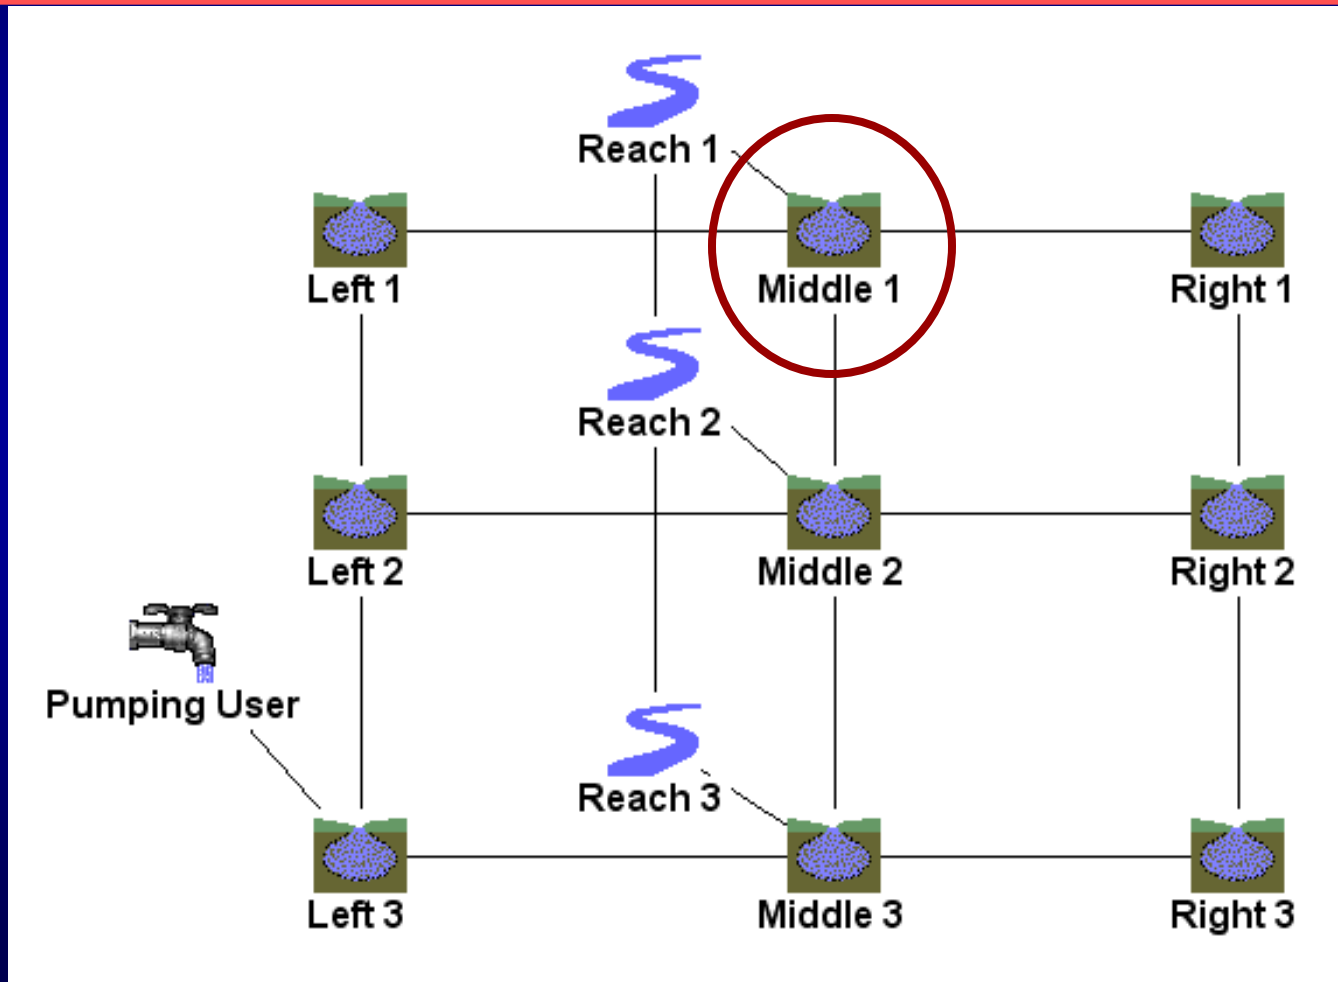 Reach 1
Left 1
Middle 1
Right 1
Reach 2
Left 2
Middle 2
Right 2
Pumping User
Reach 3
Left 3
Middle 3
Right 3